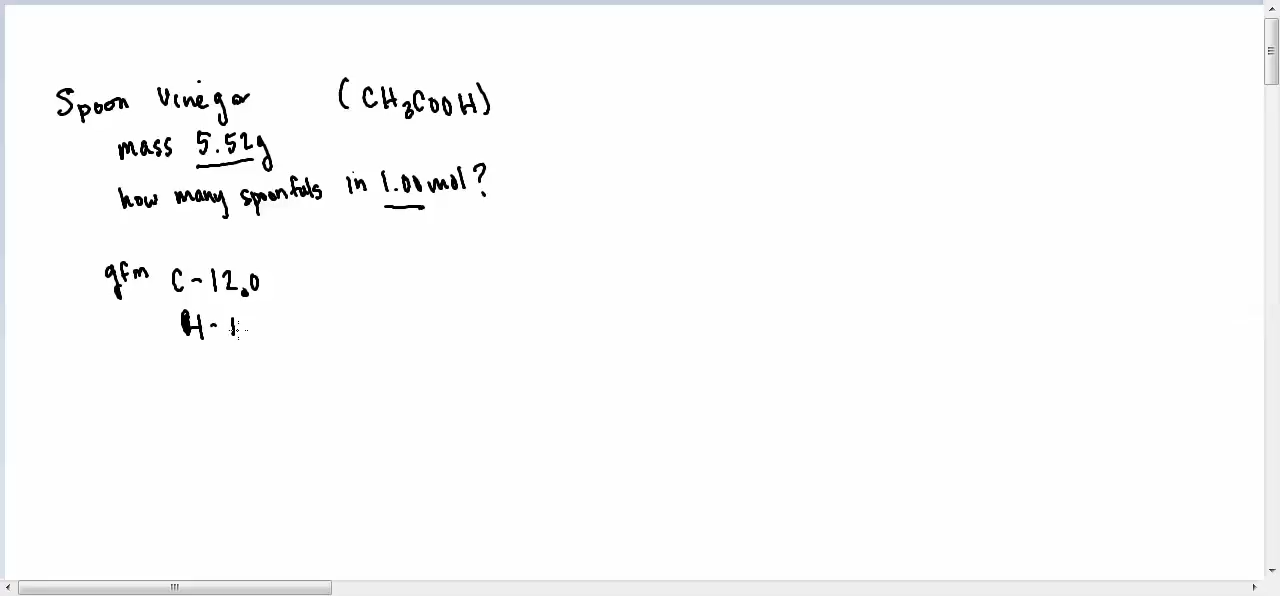 Spoon Vinegar (CH₃COOH)
mass 5.52g
how many spoonfuls in 1.00 mol?
gfm C - 12.0
H - 1